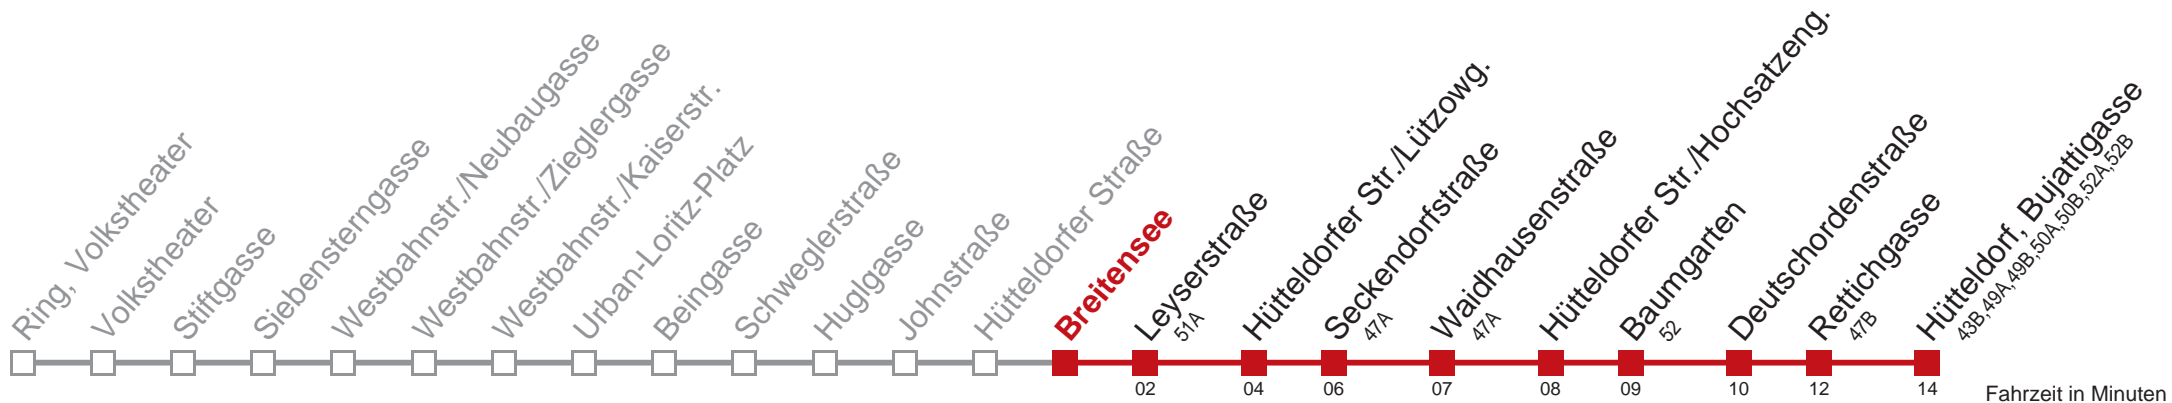 Ring, Volkstheater
Volkstheater
Stiftgasse
Siebensterngasse
Westbahnstr./Neubaugasse
Westbahnstr./Zieglergasse
Westbahnstr./Kaiserstr.
Urban-Loritz-Platz
Beingasse
Schweglerstraße
Huglgasse
Johnstraße
Hütteldorfer Straße
Breitensee
Leyserstraße
51A
Hütteldorfer Str./Lützowg.
Seckendorfstraße
47A
Waidhausenstraße
47A
Hütteldorfer Str./Hochsatzeng.
Baumgarten
52
Deutschordenstraße
Rettichgasse
47B
Hütteldorf, Bujattigasse
43B,49A,49B,50A,50B,52A,52B
02 04 06 07 08 09 10 12 14
Fahrzeit in Minuten